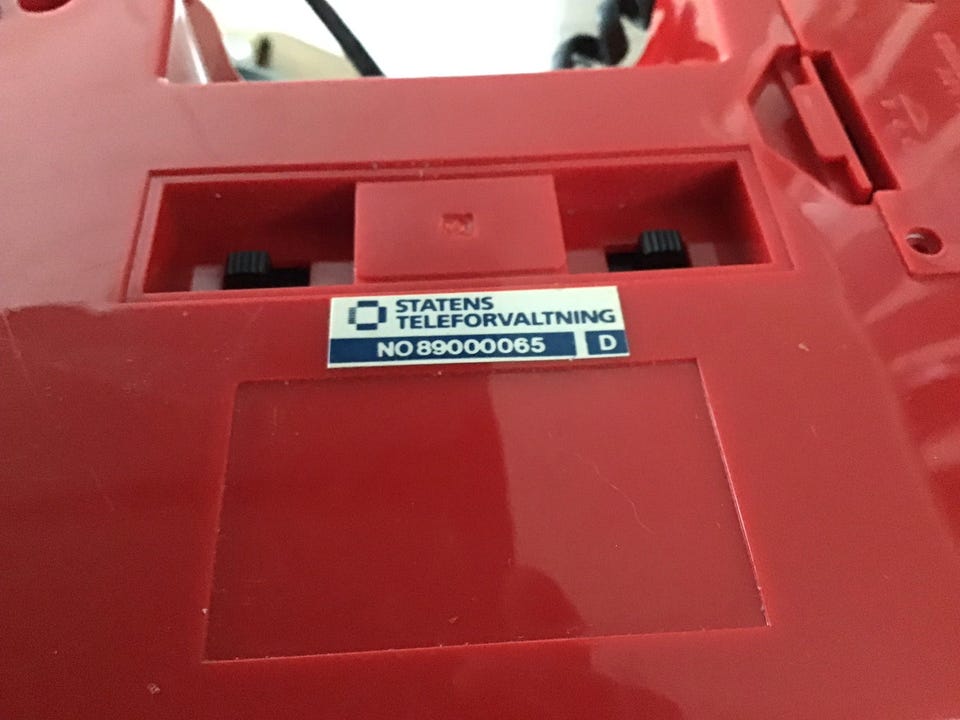 STATENS
TELEFORVALTNING
NO 89000065 D